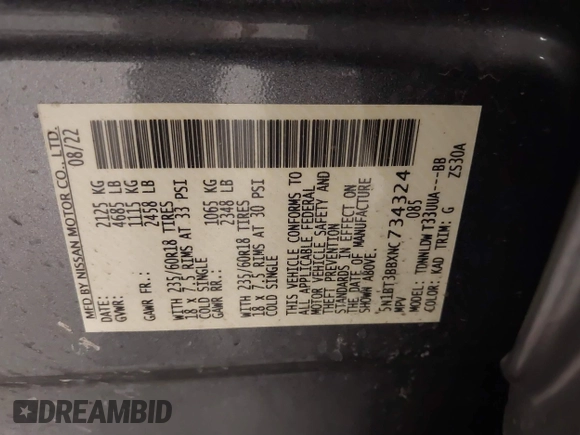 MFD BY NISSAN MOTOR CO., LTD.
08/22
GVWR: 2125 KG
4685 LB
GAWR FR.: 1115 KG
2458 LB
WITH 235/60R18 TIRES
18 x 7.5 RIMS AT 33 PSI
COLD SINGLE
GAWR RR.: 1065 KG
2348 LB
WITH 235/60R18 TIRES
18 x 7.5 RIMS AT 30 PSI
COLD SINGLE
THIS VEHICLE CONFORMS TO
ALL APPLICABLE FEDERAL
MOTOR VEHICLE SAFETY AND
THEFT PREVENTION
STANDARDS IN EFFECT ON
THE DATE OF MANUFACTURE
SHOWN ABOVE.
5N1BT3BBXNC734324
MPV 085
MODEL: TDWNLDW T33UUA---BB
COLOR: KAD TRIM: G ZS30A
DREAMBID